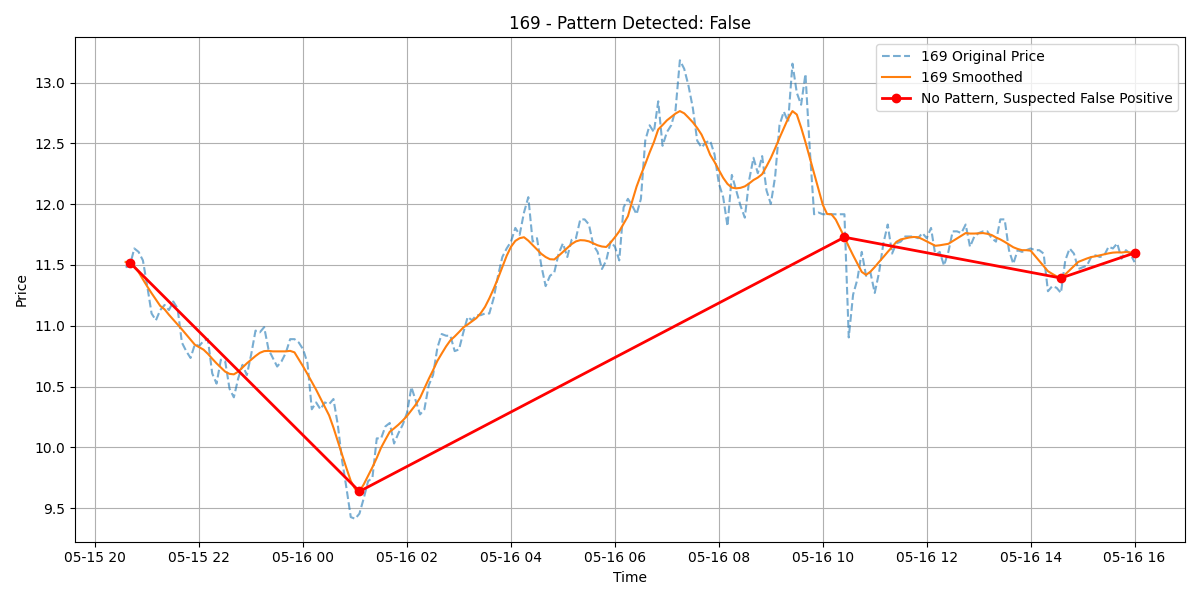 169 - Pattern Detected: False
169 Original Price
169 Smoothed
No Pattern, Suspected False Positive
Price
13.0
12.5
12.0
11.5
11.0
10.5
10.0
9.5
05-15 20 05-15 22 05-16 00 05-16 02 05-16 04 05-16 06 05-16 08 05-16 10 05-16 12 05-16 14 05-16 16
Time